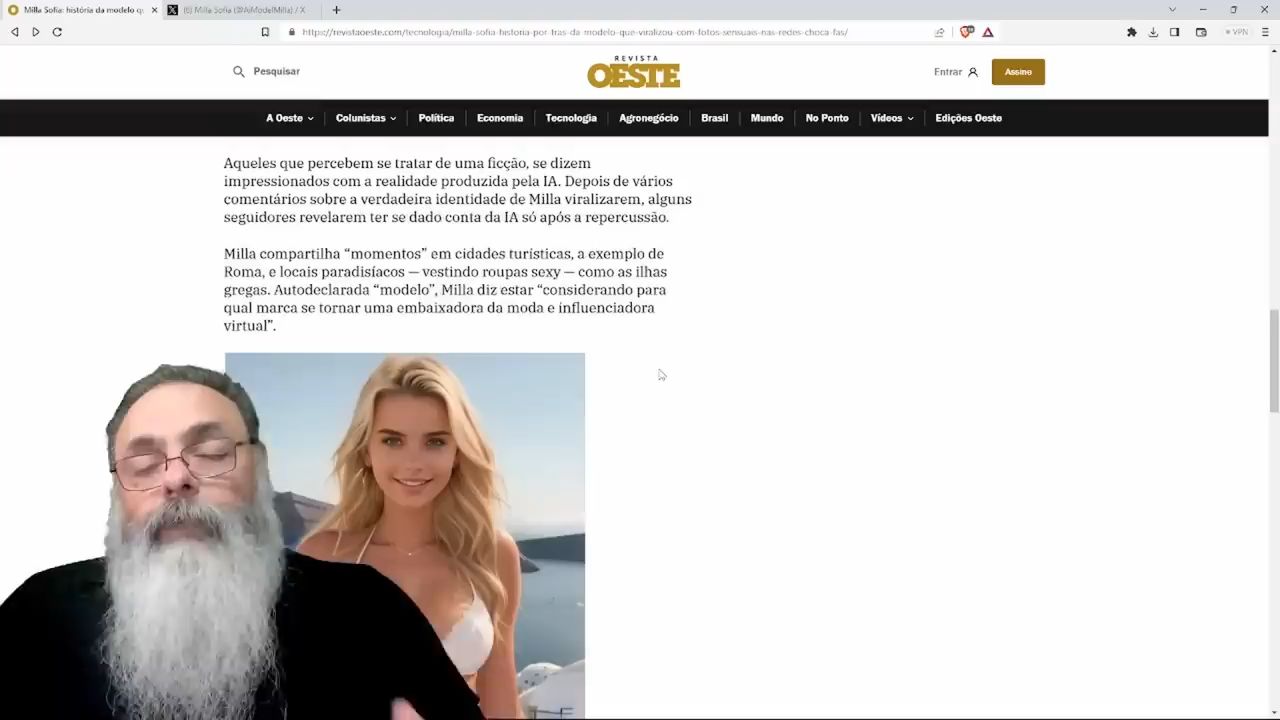 Milla Sofia: história da modelo q
(6) Milla Sofia (@AiModelMilla) / X
https://revistaoeste.com/tecnologia/milla-sofia-historia-por-tras-da-modelo-que-viralizou-com-fotos-sensuais-nas-redes-choca-fas/
VPN
Pesquisar
REVISTA
OESTE
Entrar
Assine
A Oeste
Colunistas
Política
Economia
Tecnologia
Agronegócio
Brasil
Mundo
No Ponto
Vídeos
Edições Oeste
Aqueles que percebem se tratar de uma ficção, se dizem
impressionados com a realidade produzida pela IA. Depois de vários
comentários sobre a verdadeira identidade de Milla viralizarem, alguns
seguidores revelarem ter se dado conta da IA só após a repercussão.
Milla compartilha “momentos” em cidades turísticas, a exemplo de
Roma, e locais paradisíacos — vestindo roupas sexy — como as ilhas
gregas. Autodeclarada “modelo”, Milla diz estar “considerando para
qual marca se tornar uma embaixadora da moda e influenciadora
virtual”.